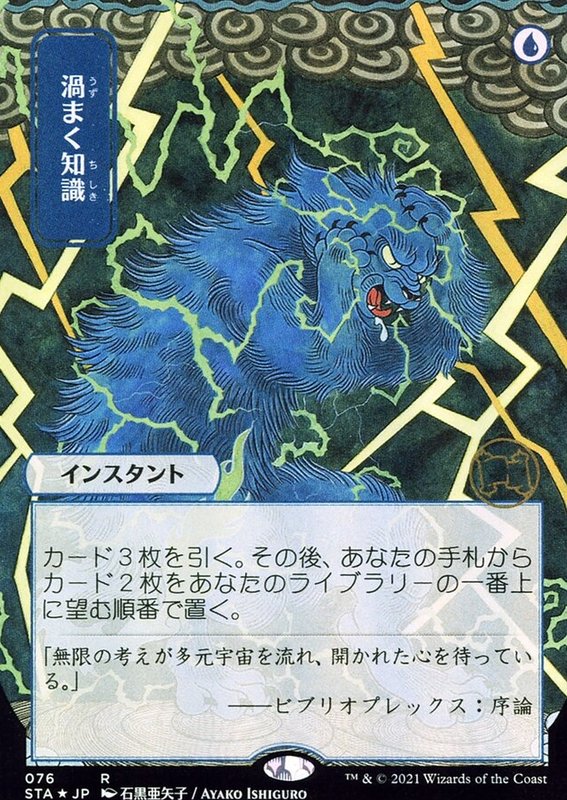 渦まく知識
うず
ちしき
インスタント
カード３枚を引く。その後、あなたの手札から
カード２枚をあなたのライブラリーの一番上
に望む順番で置く。
「無限の考えが多元宇宙を流れ、開かれた心を待ってい
る。」
――ビブリオプレックス：序論
076 R
STA ★ JP 石黒亜矢子 / AYAKO ISHIGURO
™ & © 2021 Wizards of the Coast